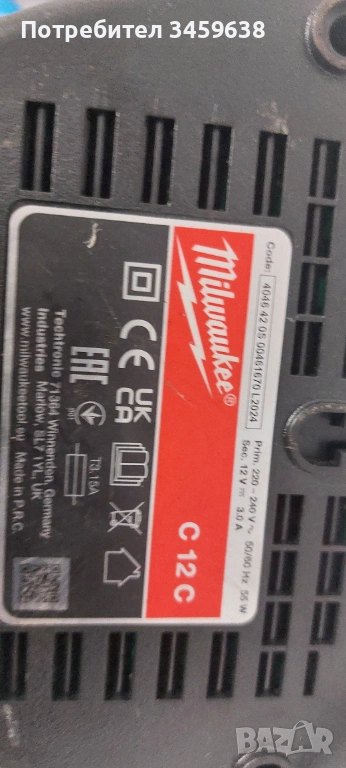 Потребител 3459638
Code: 4046 42 05 00461670 L2024
Prim. 220 - 240 V ~ 50/60 Hz 55 W
Sec. 12 V ⎓ 3.0 A
Milwaukee®
C 12 C
CE
UK
CA
EAC
T3,15A
Techtronic 71364 Winnenden, Germany
Industries Marlow, SL7 1YL, UK
www.milwaukeetool.eu Made in P.R.C.
BAZAR